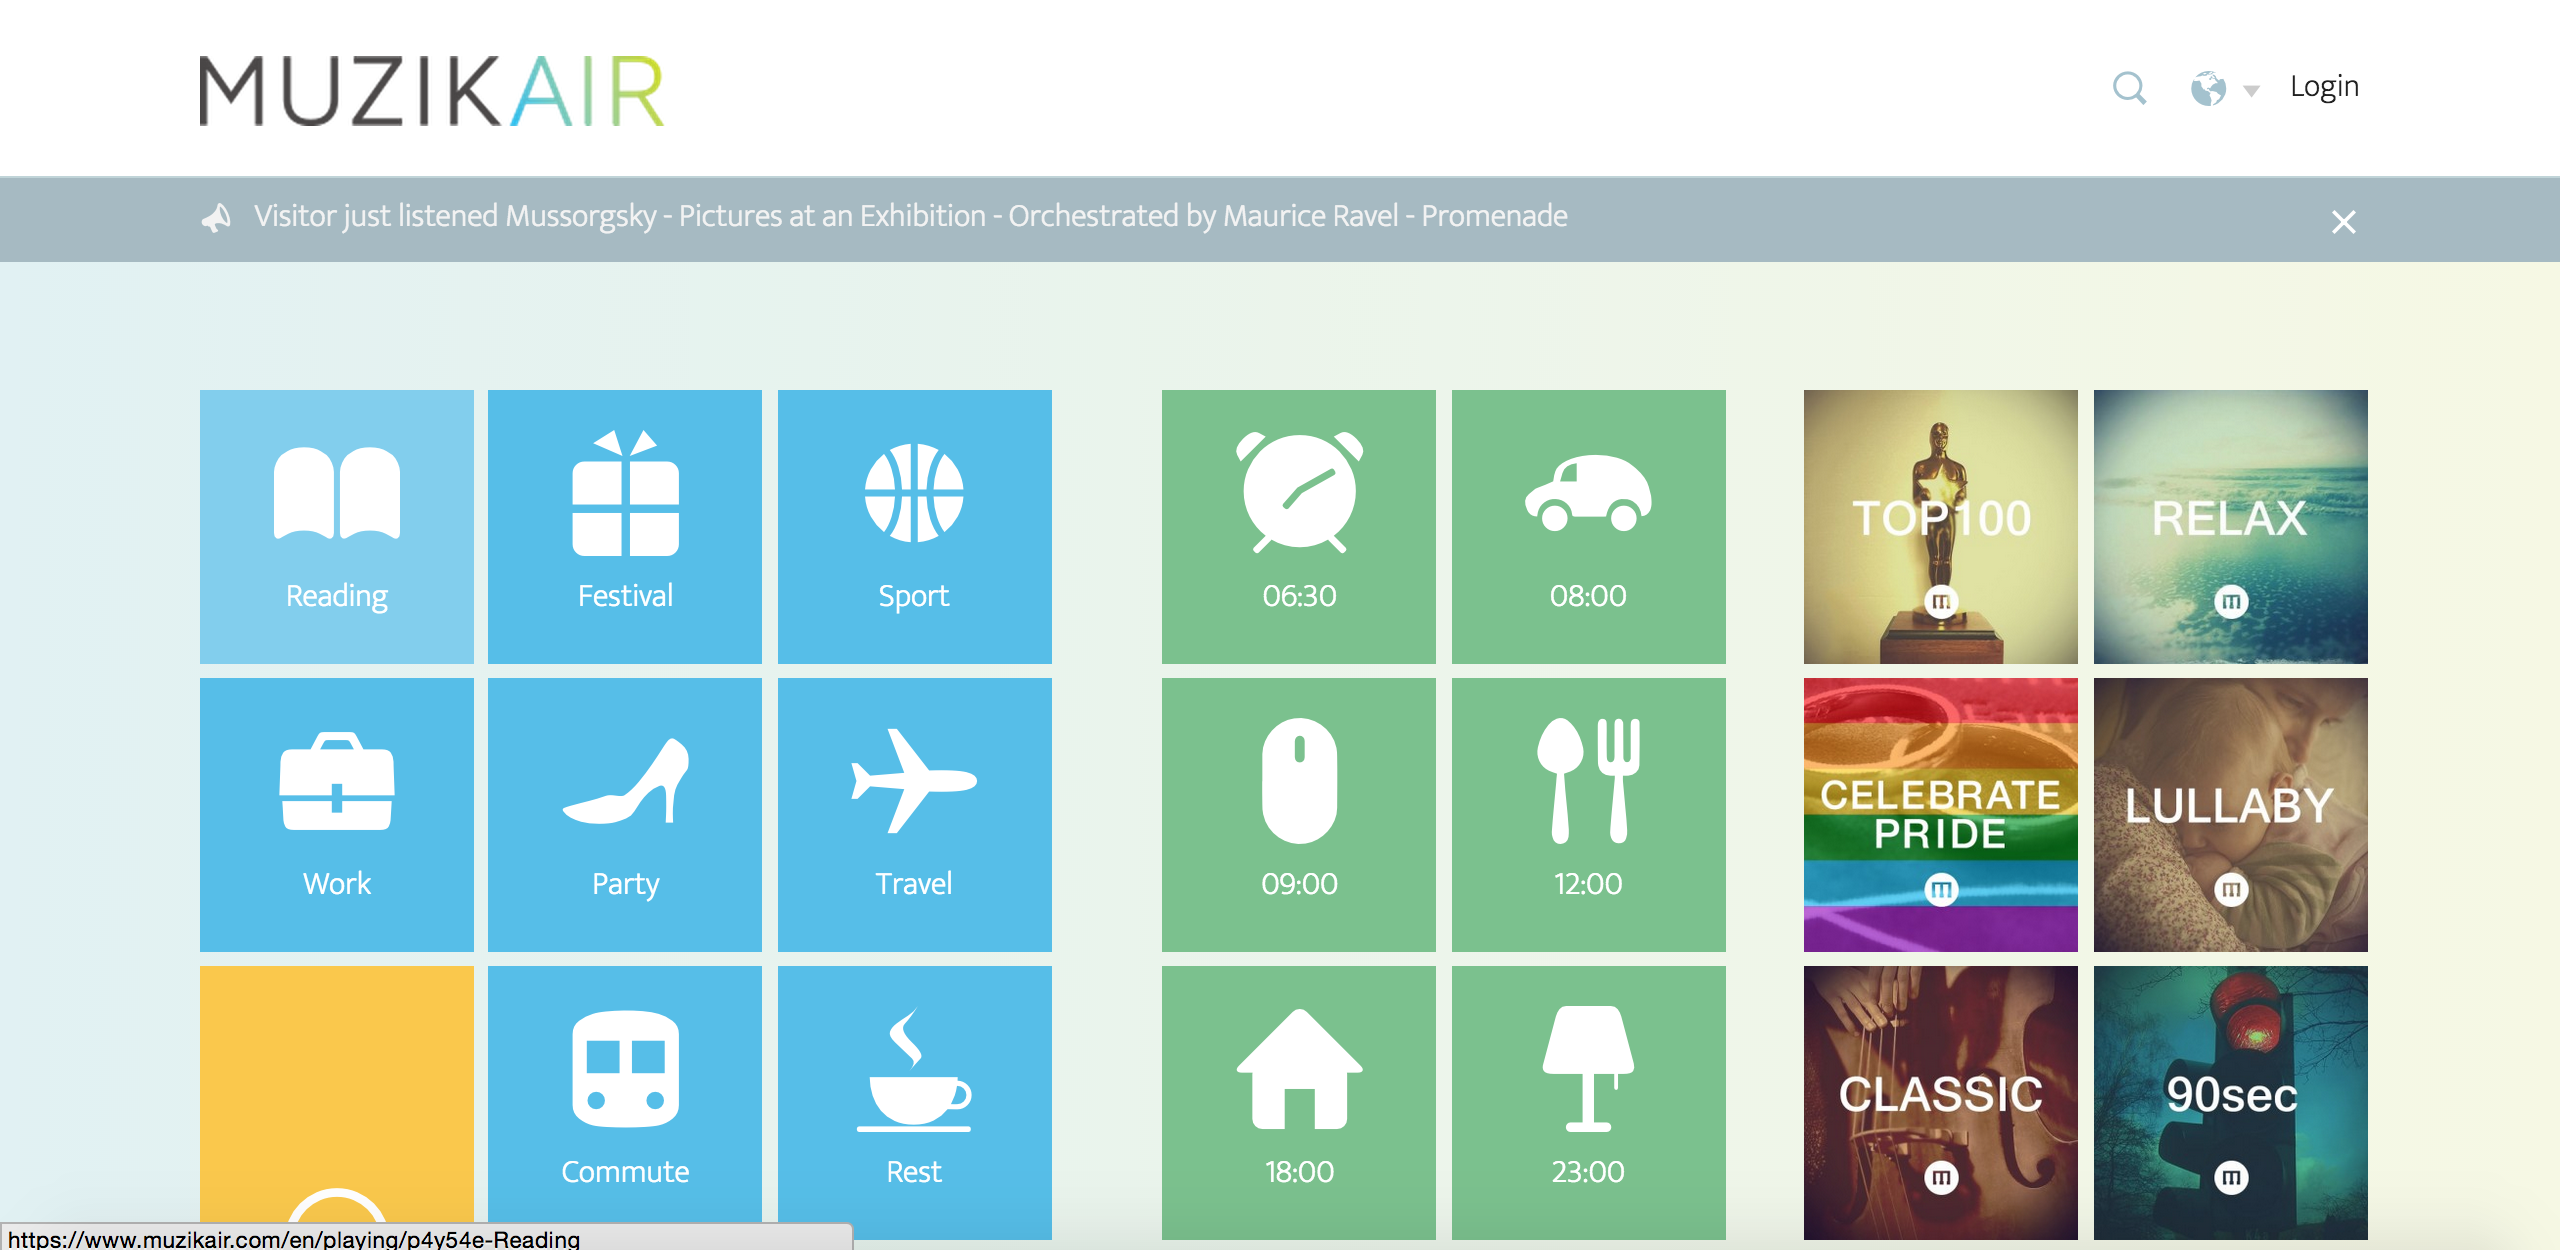 MUZIKAIR
Login
Visitor just listened Mussorgsky - Pictures at an Exhibition - Orchestrated by Maurice Ravel - Promenade
Reading
Festival
Sport
06:30
08:00
TOP100
RELAX
m
m
Work
Party
Travel
09:00
12:00
CELEBRATE
PRIDE
LULLABY
m
m
Commute
Rest
18:00
23:00
CLASSIC
90sec
m
m
https://www.muzikair.com/en/playing/p4y54e-Reading